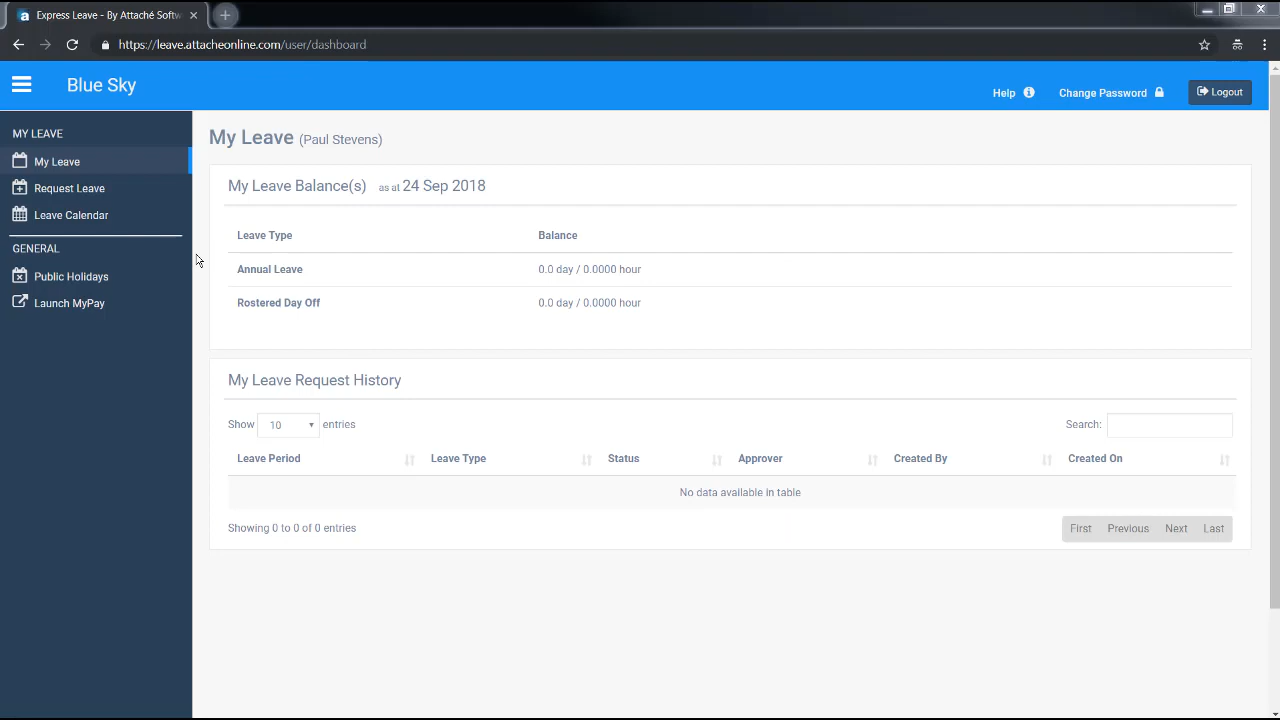 Express Leave - By Attaché Softw
https://leave.attacheonline.com/user/dashboard
Blue Sky
Help
Change Password
Logout
MY LEAVE
My Leave
Request Leave
Leave Calendar
GENERAL
Public Holidays
Launch MyPay
My Leave (Paul Stevens)
My Leave Balance(s) as at 24 Sep 2018
Leave Type Balance
Annual Leave 0.0 day / 0.0000 hour
Rostered Day Off 0.0 day / 0.0000 hour
My Leave Request History
Show 10 entries Search:
Leave Period Leave Type Status Approver Created By Created On
No data available in table
Showing 0 to 0 of 0 entries First Previous Next Last